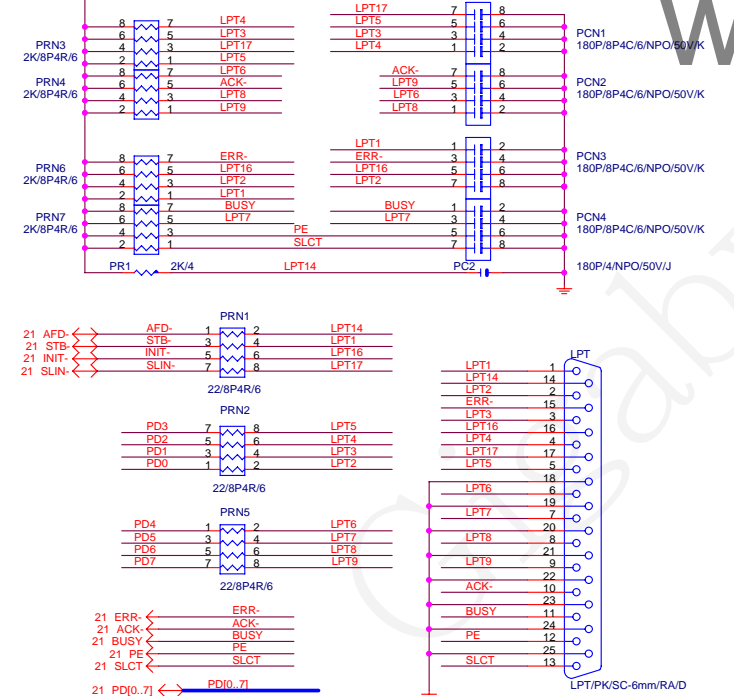 LPT17 7 8
8 7 LPT4 LPT5 5 6
6 5 LPT3 LPT3 3 4 PCN1
PRN3 4 3 LPT17 LPT4 1 2 180P/8P4C/6/NPO/50V/K
2K/8P4R/6 2 1 LPT5
8 7 LPT6 ACK- 7 8
PRN4 6 5 ACK- LPT9 5 6 PCN2
2K/8P4R/6 4 3 LPT8 LPT6 3 4 180P/8P4C/6/NPO/50V/K
2 1 LPT9 LPT8 1 2
LPT1 1 2
8 7 ERR- ERR- 3 4 PCN3
PRN6 6 5 LPT16 LPT16 5 6 180P/8P4C/6/NPO/50V/K
2K/8P4R/6 4 3 LPT2 LPT2 7 8
2 1 LPT1
8 7 BUSY BUSY 1 2
PRN7 6 5 LPT7 LPT7 3 4 PCN4
2K/8P4R/6 4 3 PE 5 6 180P/8P4C/6/NPO/50V/K
2 1 SLCT 7 8
PR1 2K/4 LPT14 PC2 180P/4/NPO/50V/J
PRN1
21 AFD- AFD- 1 2 LPT14
21 STB- STB- 3 4 LPT1
21 INIT- INIT- 5 6 LPT16
21 SLIN- SLIN- 7 8 LPT17
22/8P4R/6
PRN2
PD3 7 8 LPT5
PD2 5 6 LPT4
PD1 3 4 LPT3
PD0 1 2 LPT2
22/8P4R/6
PRN5
PD4 1 2 LPT6
PD5 3 4 LPT7
PD6 5 6 LPT8
PD7 7 8 LPT9
22/8P4R/6
21 ERR- ERR-
21 ACK- ACK-
21 BUSY BUSY
21 PE PE
21 SLCT SLCT
21 PD[0..7] PD[0..7]
LPT
LPT1 1
LPT14 14
LPT2 2
ERR- 15
LPT3 3
LPT16 16
LPT4 4
LPT17 17
LPT5 5
18
LPT6 6
19
LPT7 7
20
LPT8 8
21
LPT9 9
22
ACK- 10
23
BUSY 11
24
PE 12
25
SLCT 13
LPT/PK/SC-6mm/RA/D